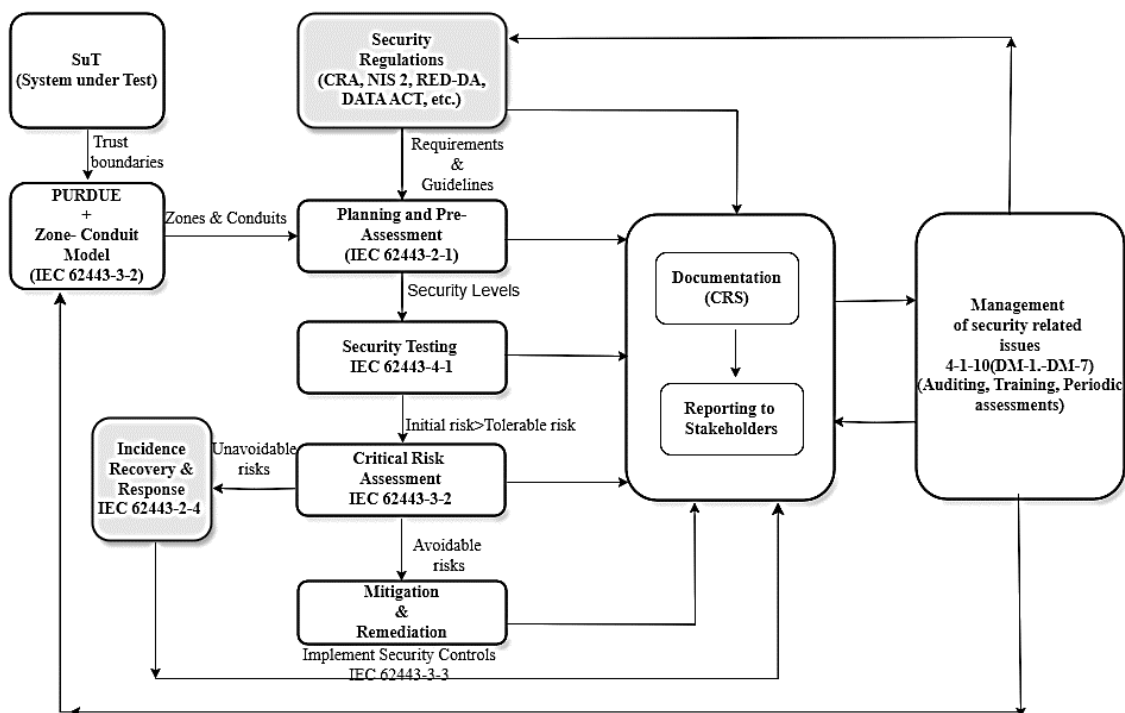 SuT
(System under Test)
Security
Regulations
(CRA, NIS 2, RED-DA,
DATA ACT, etc.)
Trust
boundaries
Requirements
&
Guidelines
PURDUE
+
Zone- Conduit
Model
(IEC 62443-3-2)
Zones & Conduits
Planning and Pre-
Assessment
(IEC 62443-2-1)
Security Levels
Security Testing
IEC 62443-4-1
Initial risk>Tolerable risk
Incidence
Recovery &
Response
IEC 62443-2-4
Unavoidable
risks
Critical Risk
Assessment
IEC 62443-3-2
Avoidable
risks
Mitigation
&
Remediation
Implement Security Controls
IEC 62443-3-3
Documentation
(CRS)
Reporting to
Stakeholders
Management
of security related
issues
4-1-10(DM-1.-DM-7)
(Auditing, Training, Periodic
assessments)